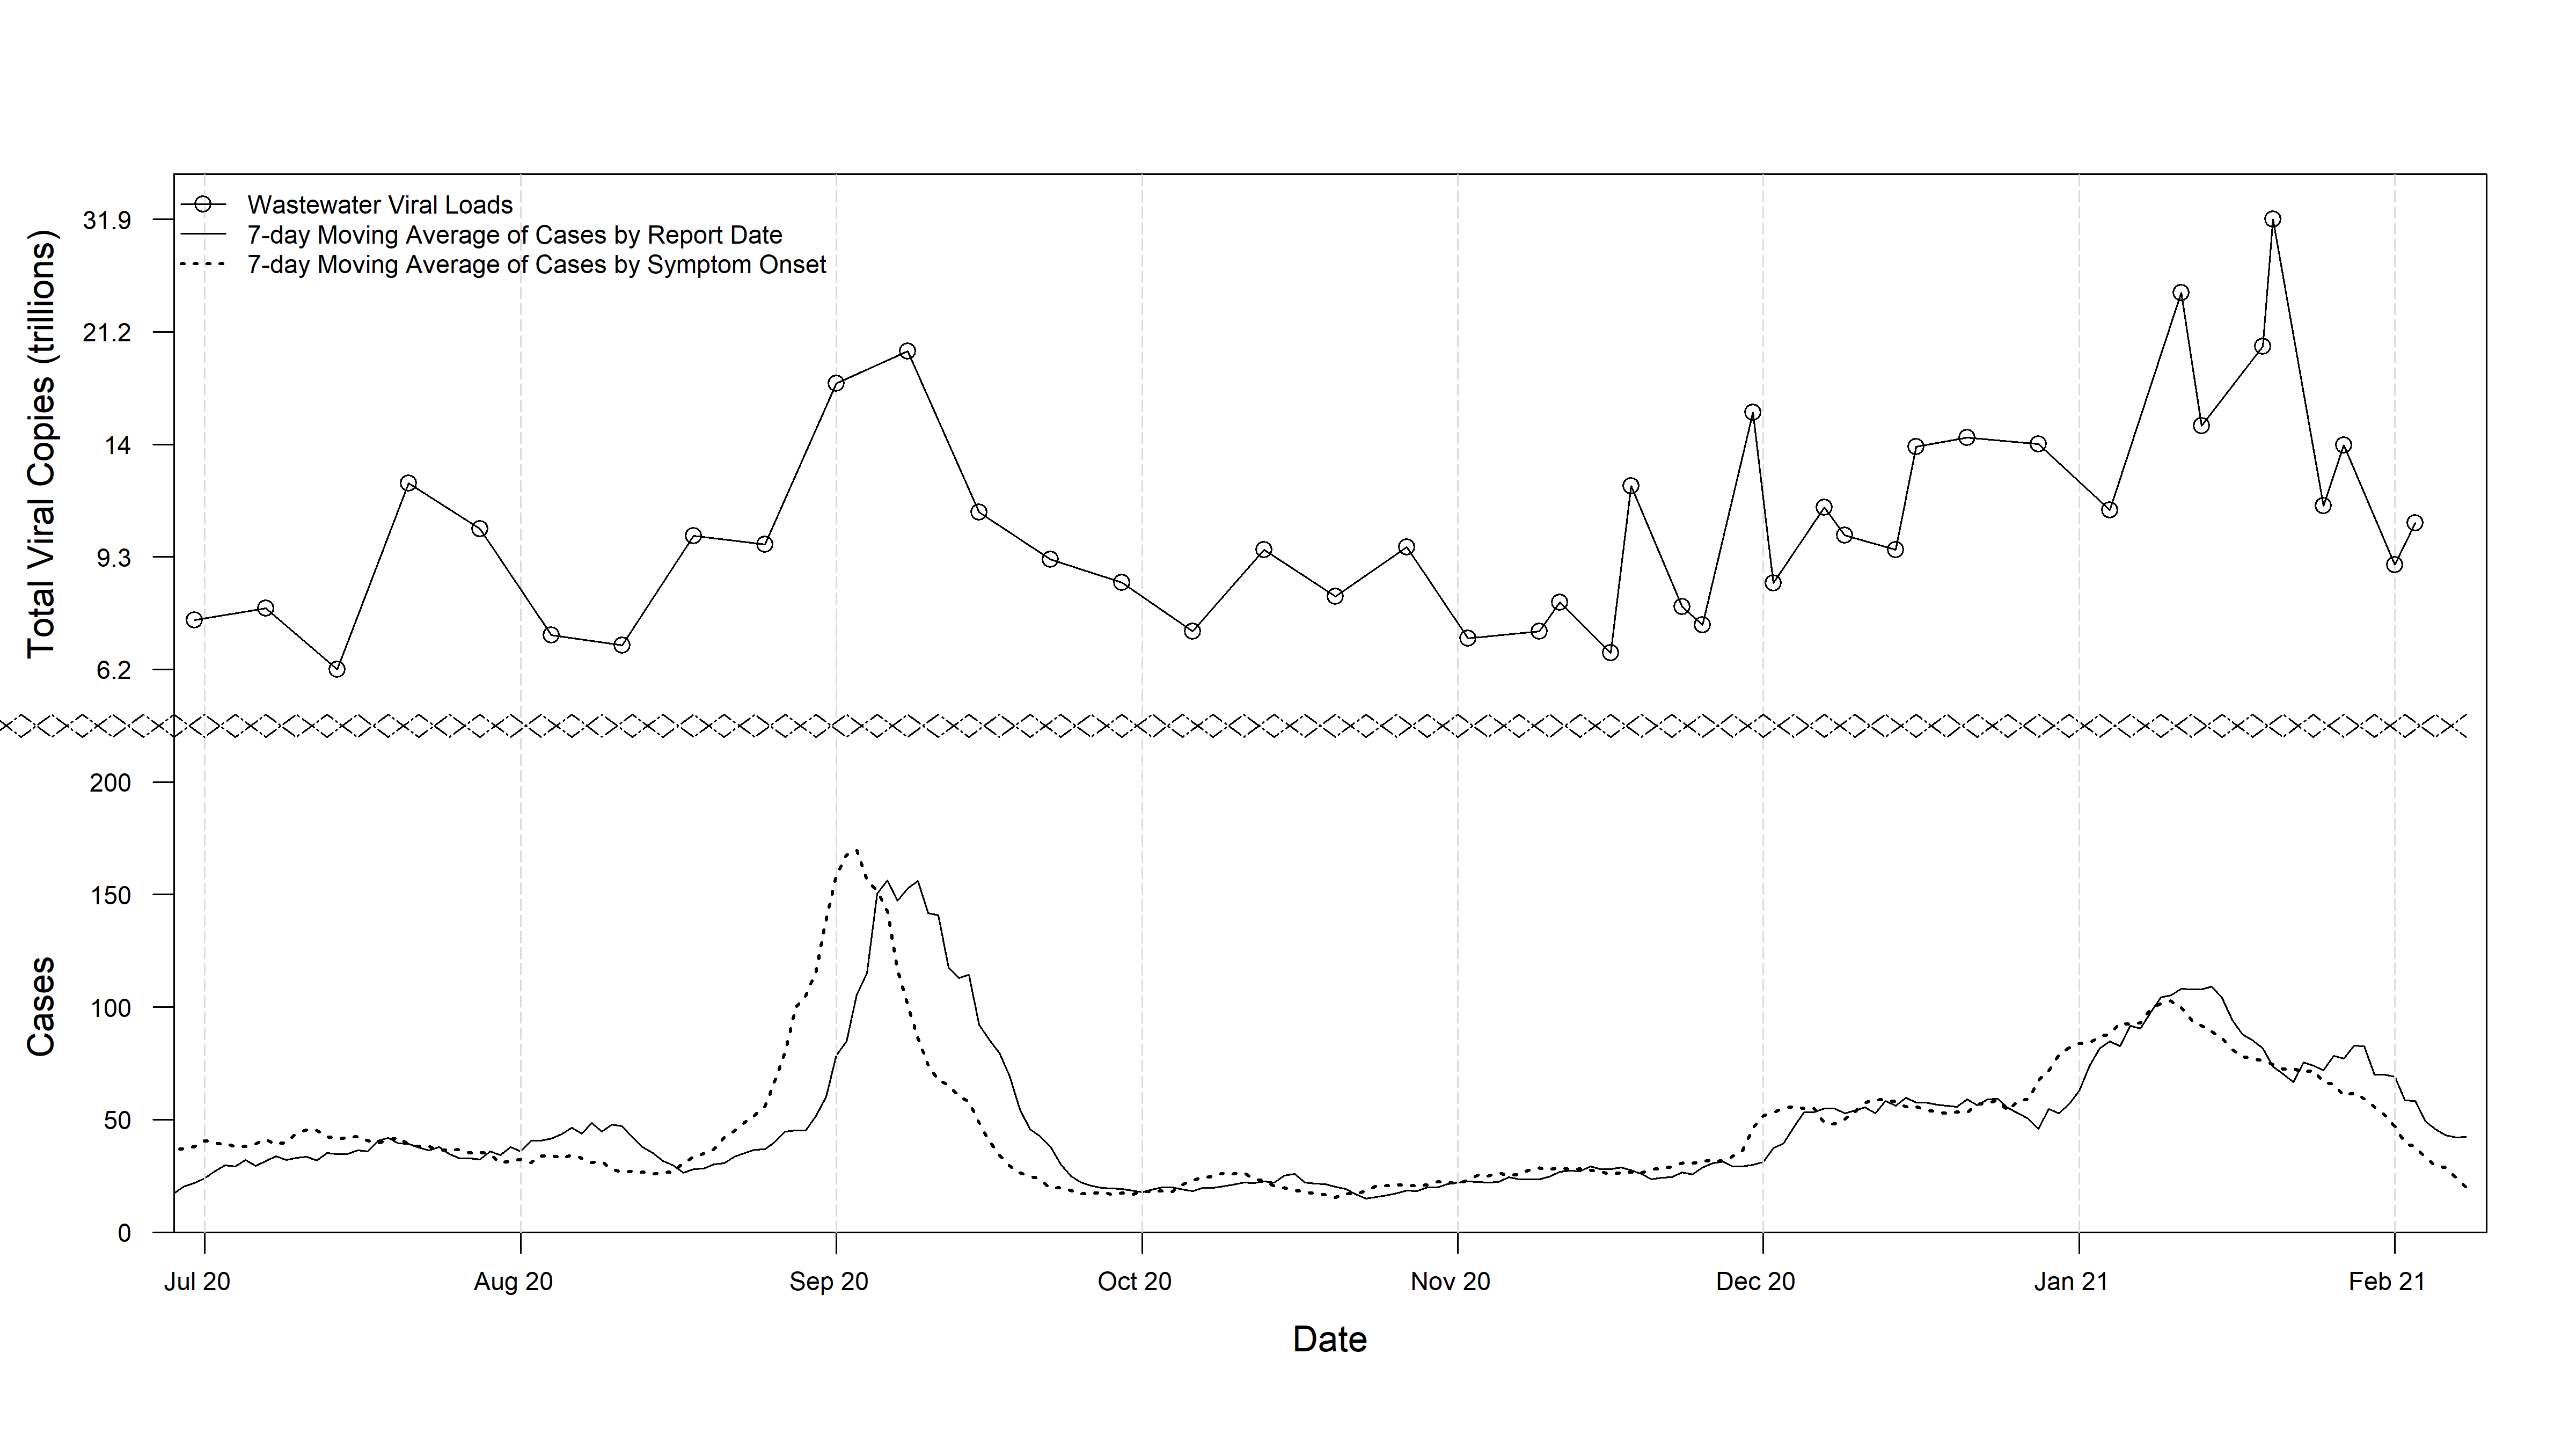 Wastewater Viral Loads
7-day Moving Average of Cases by Report Date
7-day Moving Average of Cases by Symptom Onset
Total Viral Copies (trillions)
31.9
21.2
14
9.3
6.2
Cases
200
150
100
50
0
Jul 20 Aug 20 Sep 20 Oct 20 Nov 20 Dec 20 Jan 21 Feb 21
Date